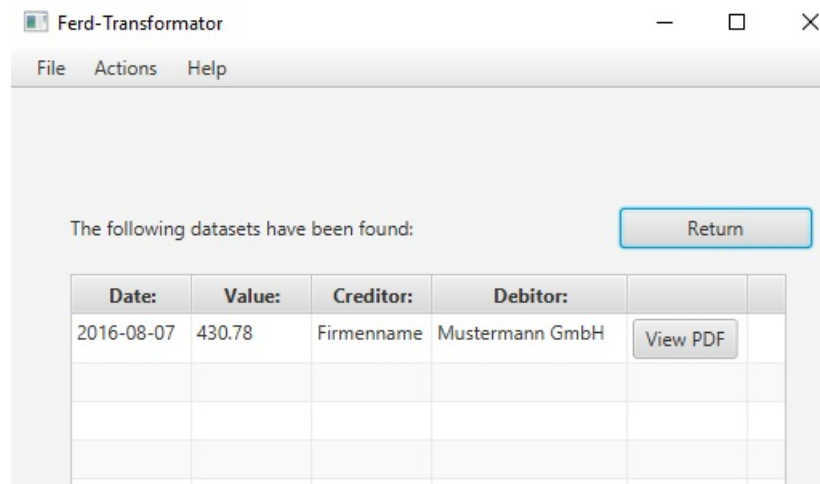 Ferd-Transformator
File Actions Help
The following datasets have been found: Return
Date: Value: Creditor: Debitor:
2016-08-07 430.78 Firmenname Mustermann GmbH View PDF